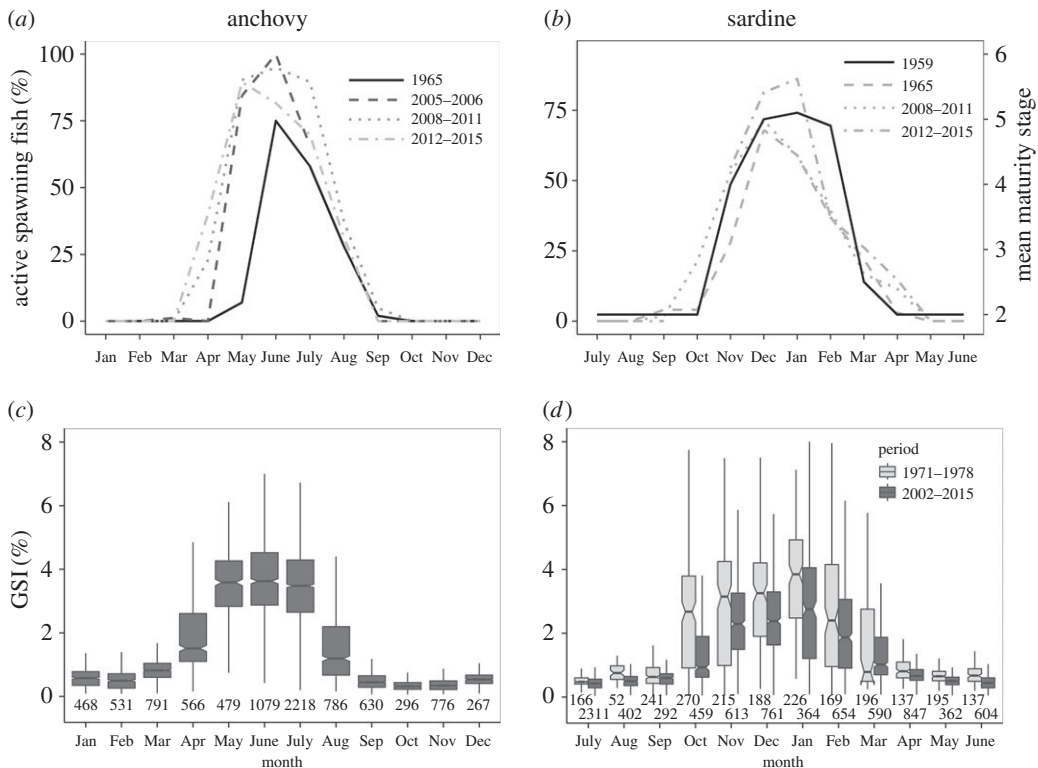 (a) anchovy
100
75
50
25
0
active spawning fish (%)
1965
2005–2006
2008–2011
2012–2015
Jan Feb Mar Apr May June July Aug Sep Oct Nov Dec
(b) sardine
75
50
25
0
6
5
4
3
2
mean maturity stage
1959
1965
2008–2011
2012–2015
July Aug Sep Oct Nov Dec Jan Feb Mar Apr May June
(c)
8
6
4
2
0
GSI (%)
468 531 791 566 479 1079 2218 786 630 296 776 267
Jan Feb Mar Apr May June July Aug Sep Oct Nov Dec
month
(d)
8
6
4
2
0
period
1971–1978
2002–2015
166 52 241 270 215 188 226 169 196 137 195 137
2311 402 292 459 613 761 364 654 590 847 362 604
July Aug Sep Oct Nov Dec Jan Feb Mar Apr May June
month